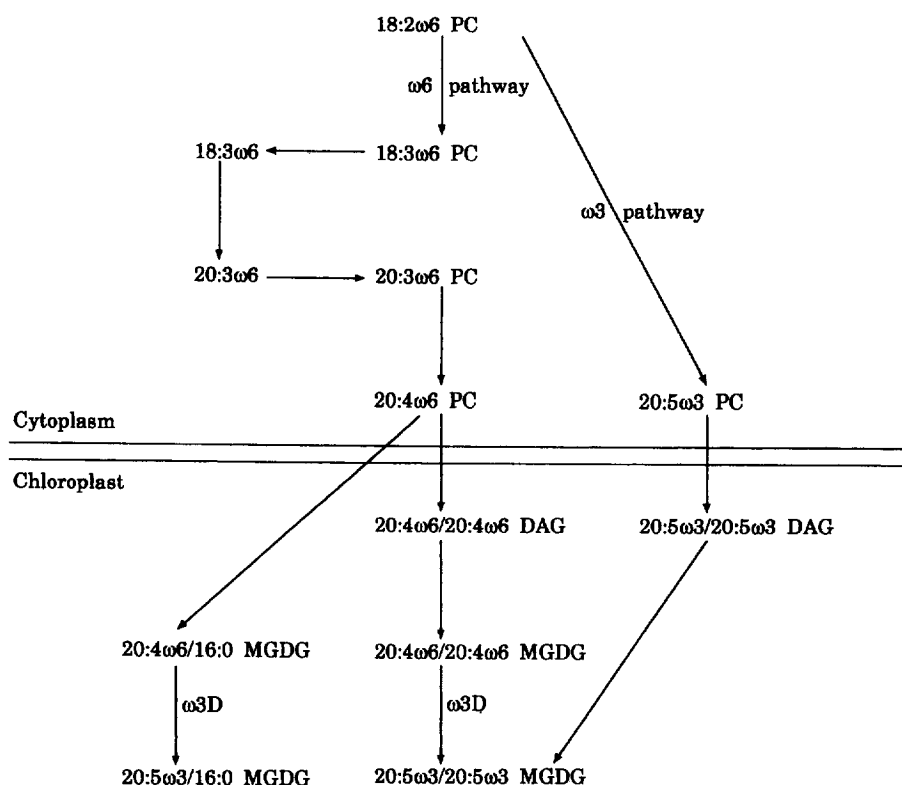 18:2ω6 PC
ω6 pathway
18:3ω6 18:3ω6 PC
ω3 pathway
20:3ω6 20:3ω6 PC
20:4ω6 PC 20:5ω3 PC
Cytoplasm
Chloroplast
20:4ω6/20:4ω6 DAG 20:5ω3/20:5ω3 DAG
20:4ω6/16:0 MGDG 20:4ω6/20:4ω6 MGDG
ω3D ω3D
20:5ω3/16:0 MGDG 20:5ω3/20:5ω3 MGDG